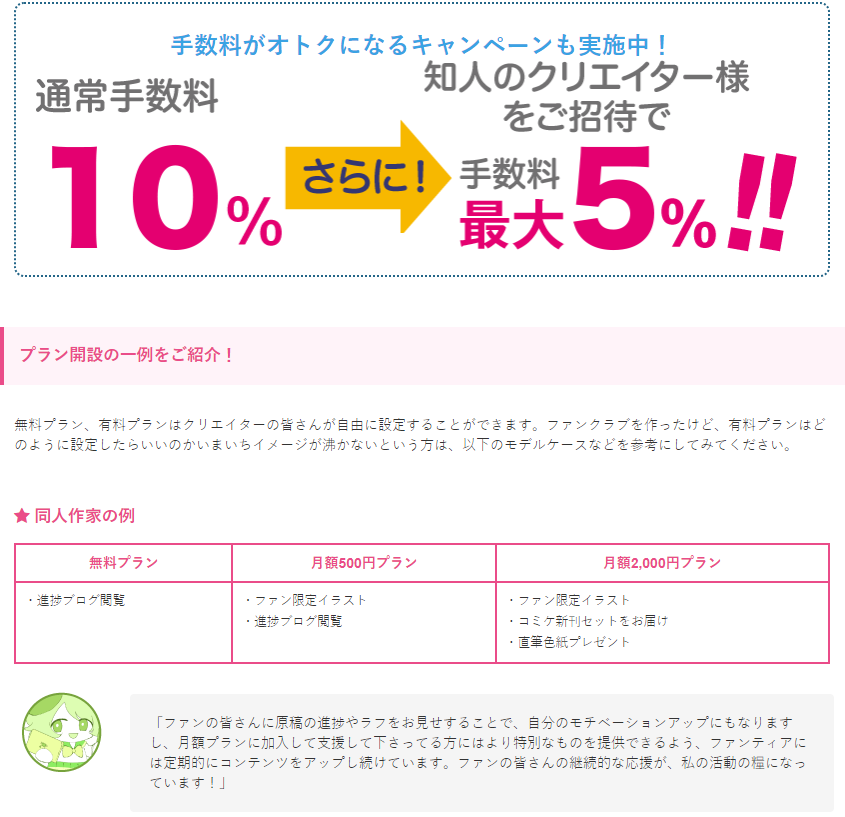 手数料がオトクになるキャンペーンも実施中！
通常手数料
10%
さらに！
知人のクリエイター様
をご招待で
手数料
最大5%!!
プラン開設の一例をご紹介！
無料プラン、有料プランはクリエイターの皆さんが自由に設定することができます。ファンクラブを作ったけど、有料プランはど
のように設定したらいいのかいまいちイメージが沸かないという方は、以下のモデルケースなどを参考にしてみてください。
★ 同人作家の例
無料プラン
月額500円プラン
月額2,000円プラン
・進捗ブログ閲覧
・ファン限定イラスト
・進捗ブログ閲覧
・ファン限定イラスト
・コミケ新刊セットをお届け
・直筆色紙プレゼント
「ファンの皆さんに原稿の進捗やラフをお見せすることで、自分のモチベーションアップにもなります
し、月額プランに加入して支援して下さってる方にはより特別なものを提供できるよう、ファンティアに
は定期的にコンテンツをアップし続けています。ファンの皆さんの継続的な応援が、私の活動の糧になっ
ています！」